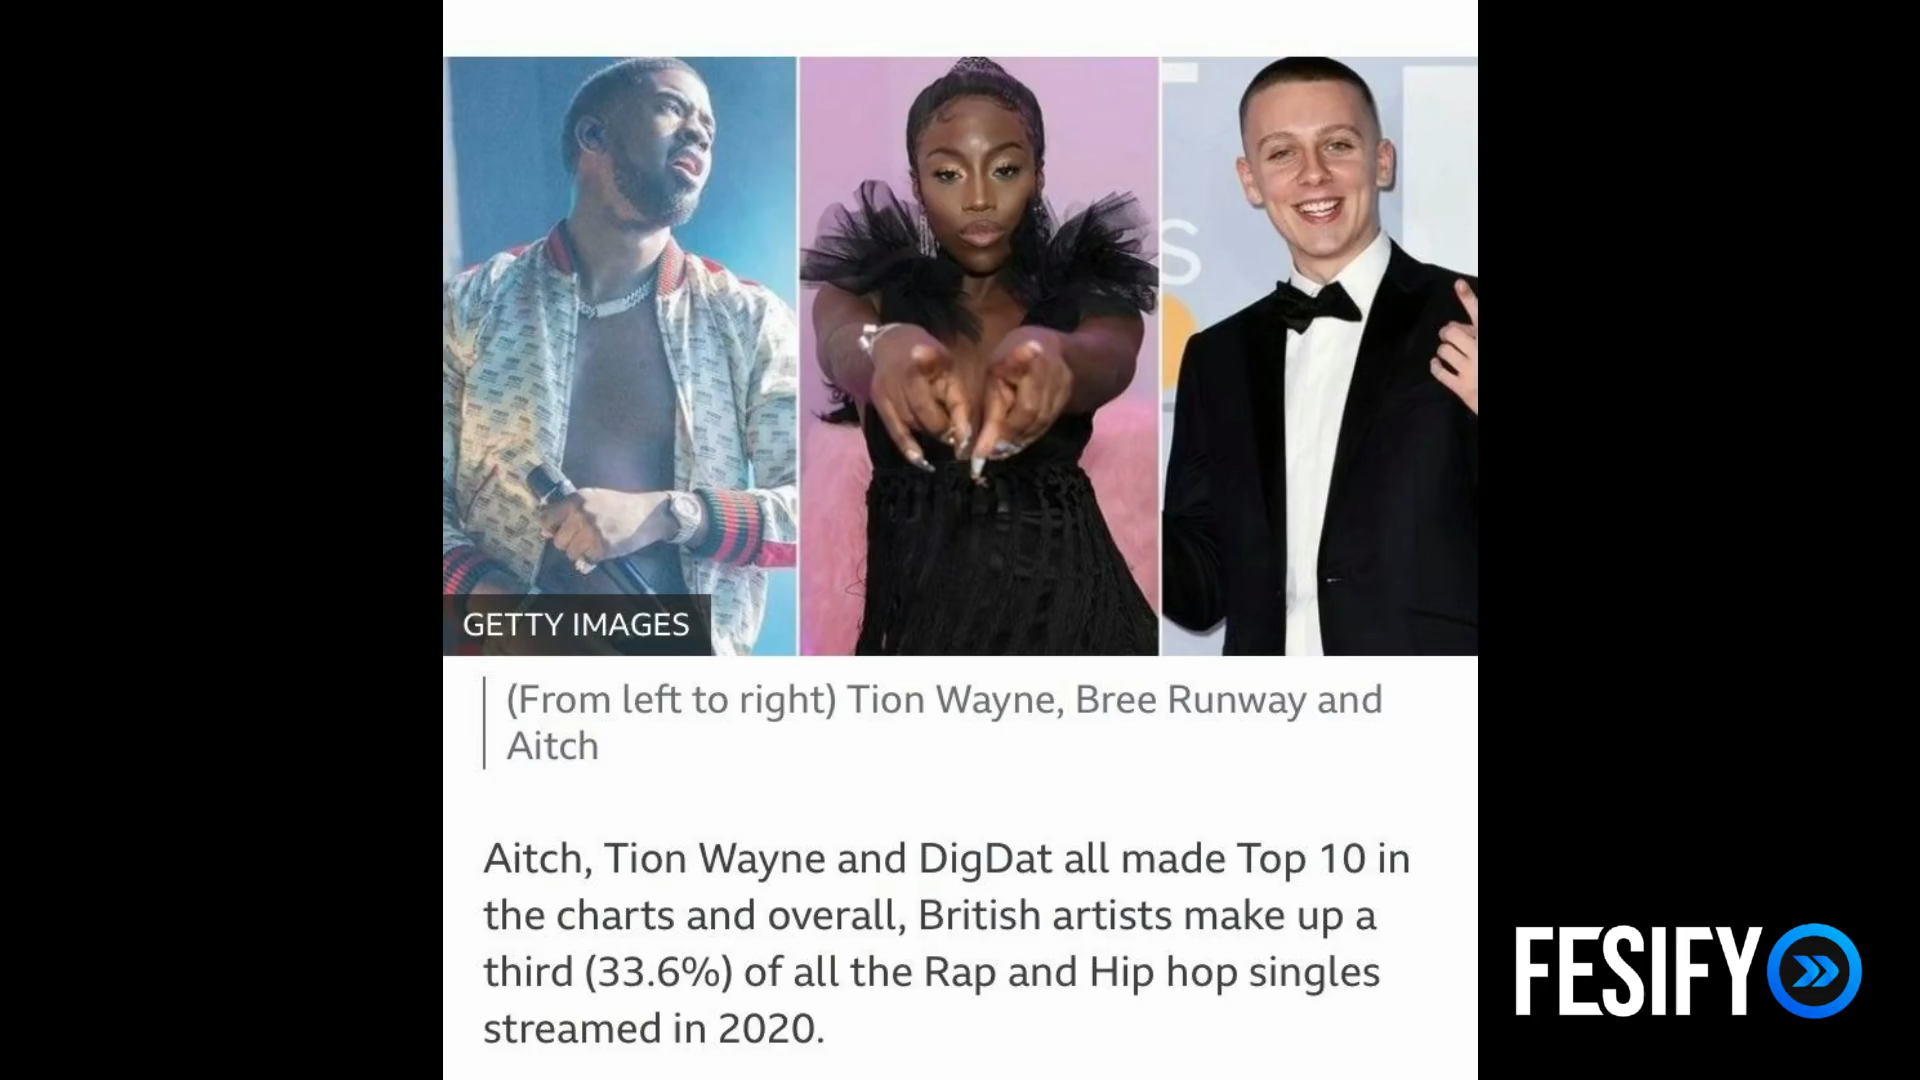 S
GETTY IMAGES
(From left to right) Tion Wayne, Bree Runway and
Aitch
Aitch, Tion Wayne and DigDat all made Top 10 in
the charts and overall, British artists make up a
third (33.6%) of all the Rap and Hip hop singles
streamed in 2020.
FESIFY